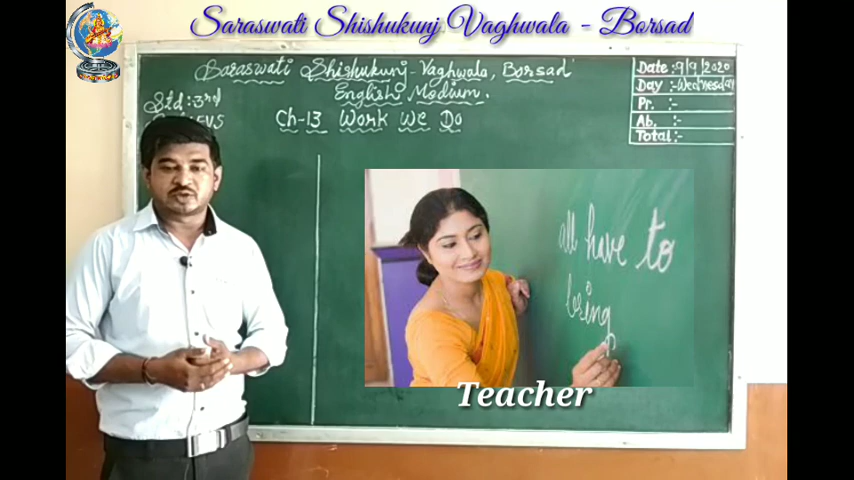 Saraswati Shishukunj Vaghwala - Borsad
Saraswati Shishukunj-Vaghwala, Borsad
English Medium.
Std:3rd
EVS
Ch-13 Work We Do
Date:9/9/2020
Day:-Wednesday
Pr. :-
Ab. :-
Total:-
all have to
bring
Teacher